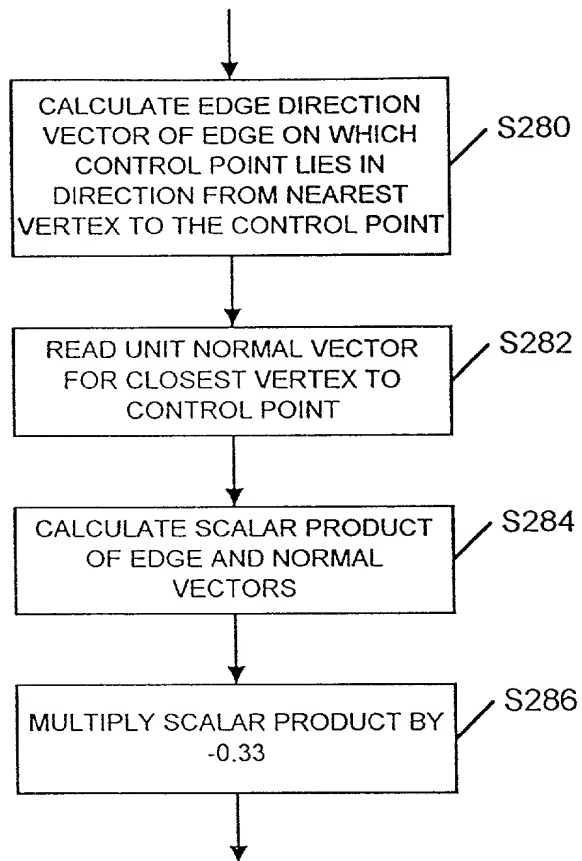 CALCULATE EDGE DIRECTION
VECTOR OF EDGE ON WHICH
CONTROL POINT LIES IN
DIRECTION FROM NEAREST
VERTEX TO THE CONTROL POINT
S280
READ UNIT NORMAL VECTOR
FOR CLOSEST VERTEX TO
CONTROL POINT
S282
CALCULATE SCALAR PRODUCT
OF EDGE AND NORMAL
VECTORS
S284
MULTIPLY SCALAR PRODUCT BY
-0.33
S286